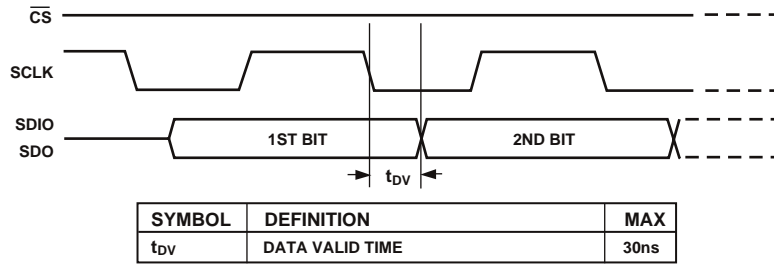 CS
SCLK
SDIO
SDO
1ST BIT
2ND BIT
tDV
SYMBOL DEFINITION MAX
tDV DATA VALID TIME 30ns